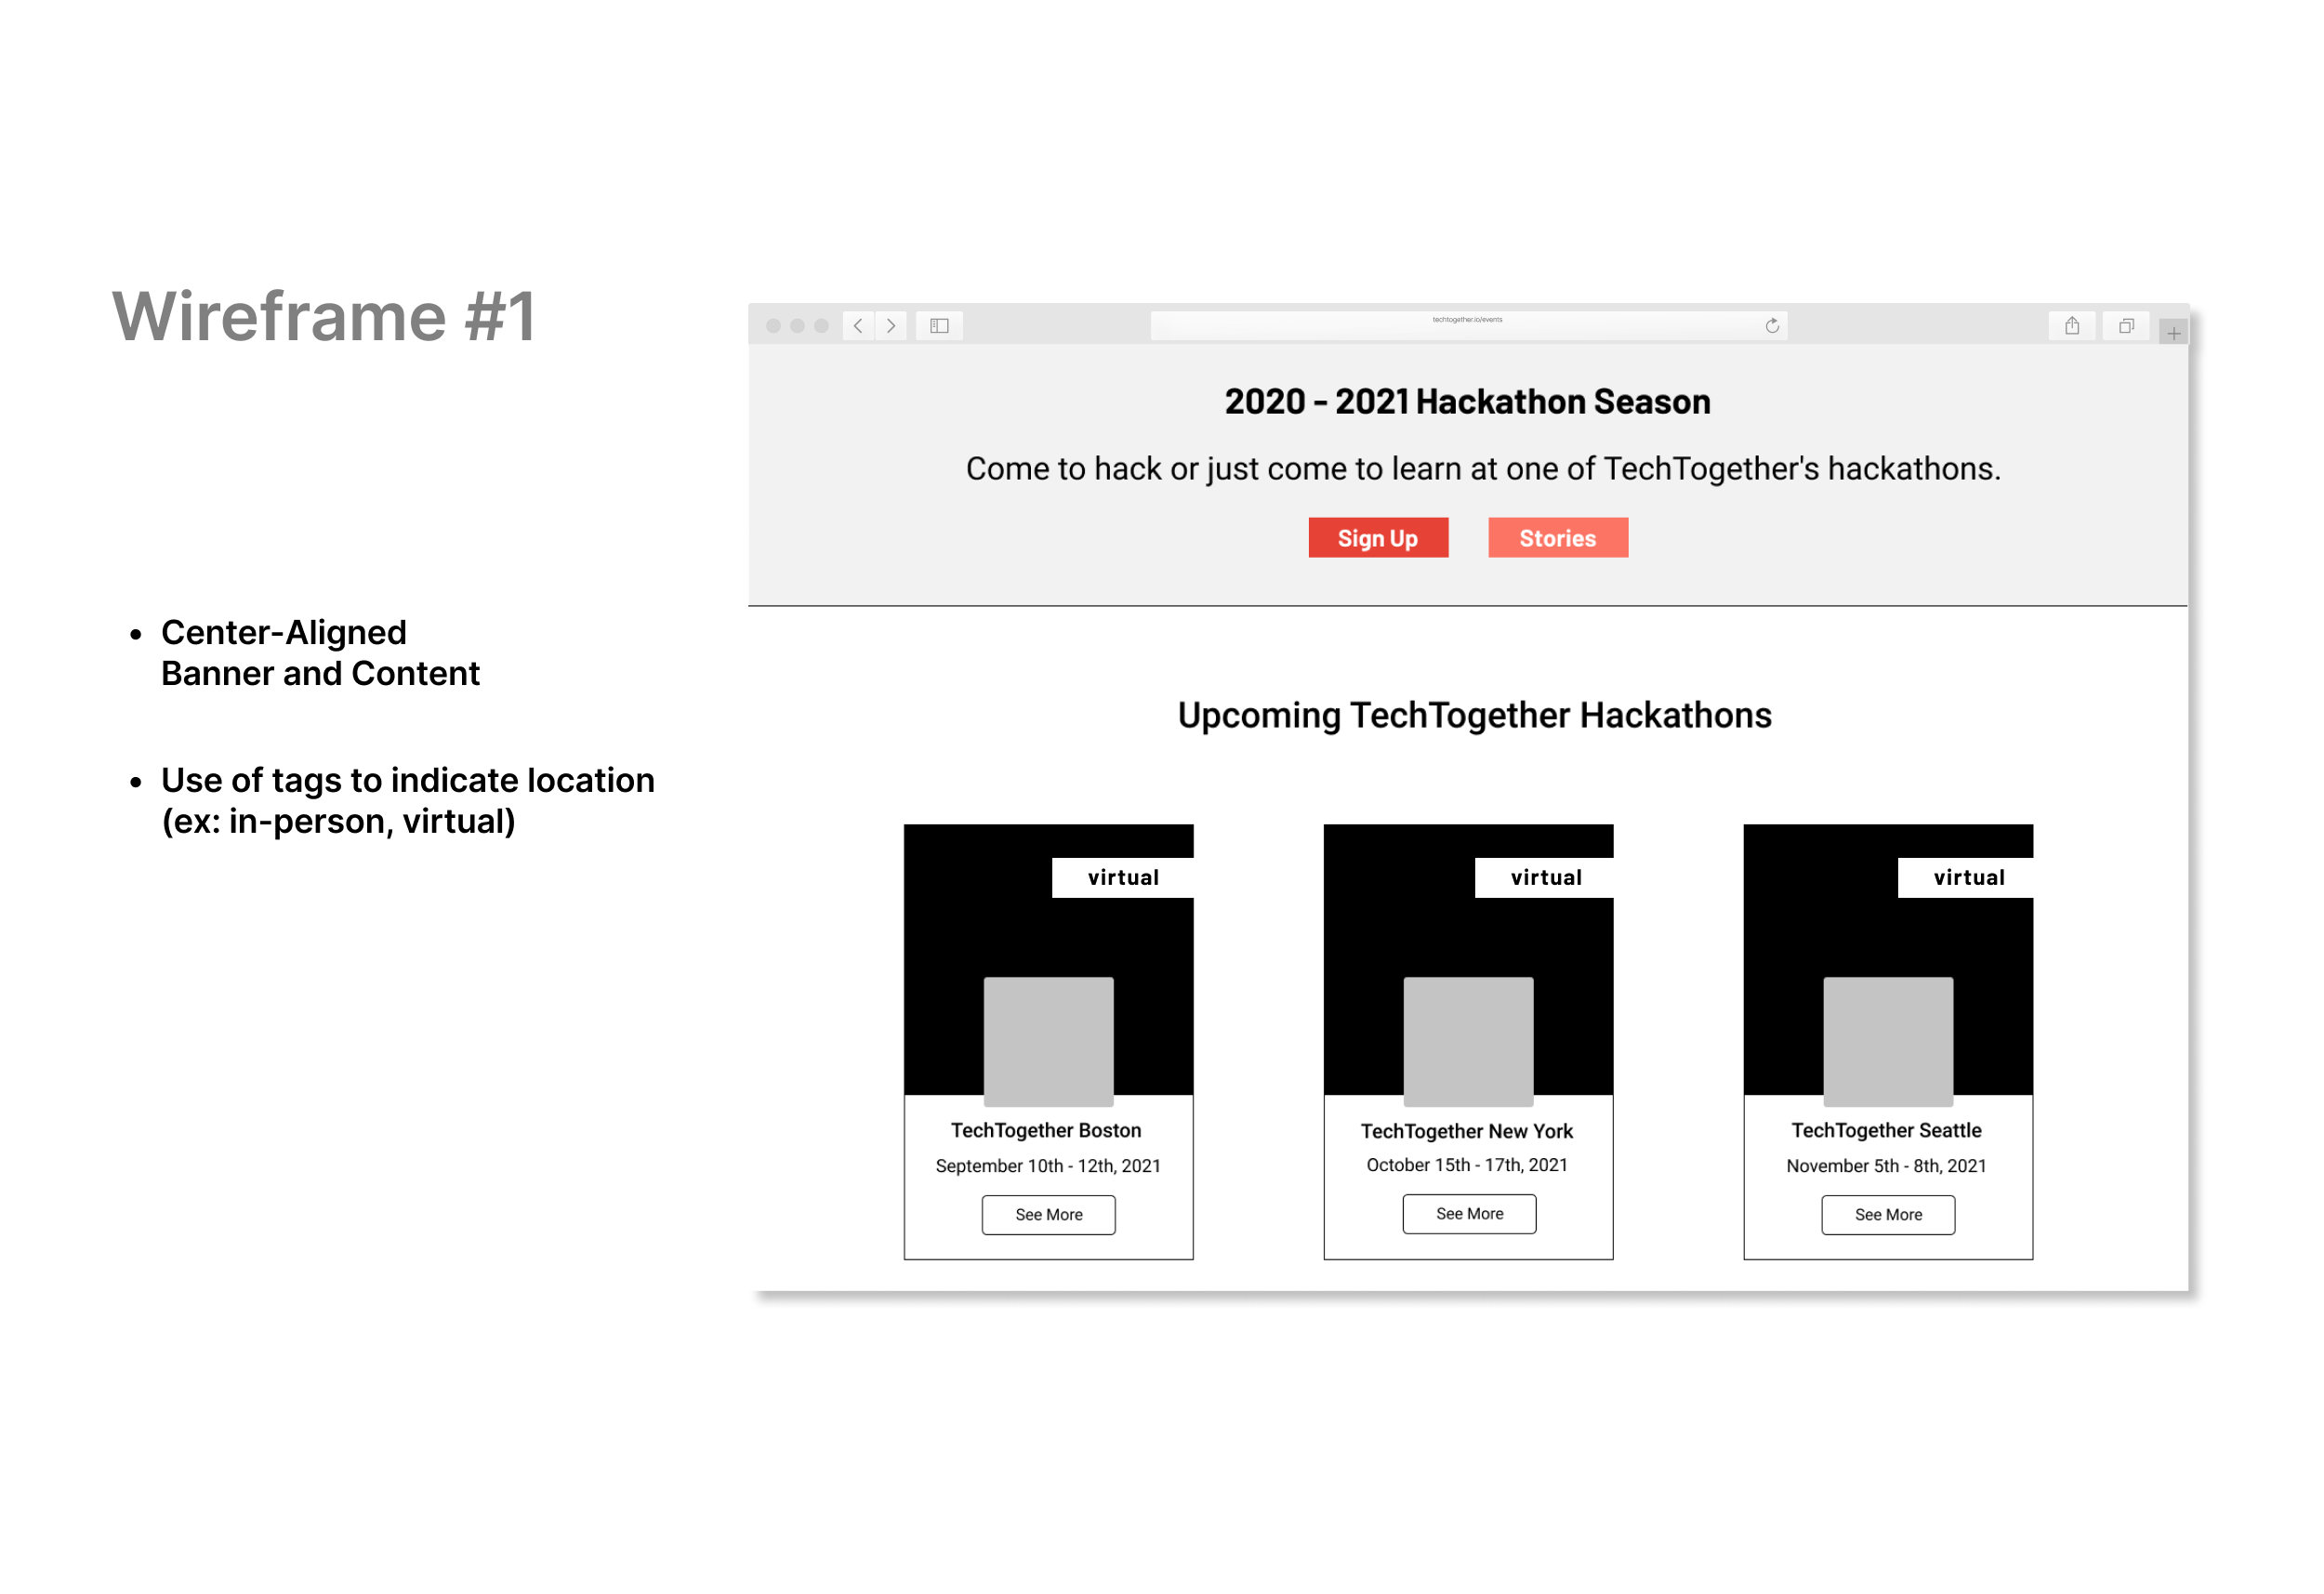 Wireframe #1
• Center-Aligned
Banner and Content
• Use of tags to indicate location
(ex: in-person, virtual)
techtogether.io/events
2020 - 2021 Hackathon Season
Come to hack or just come to learn at one of TechTogether's hackathons.
Sign Up
Stories
Upcoming TechTogether Hackathons
virtual
TechTogether Boston
September 10th - 12th, 2021
See More
virtual
TechTogether New York
October 15th - 17th, 2021
See More
virtual
TechTogether Seattle
November 5th - 8th, 2021
See More